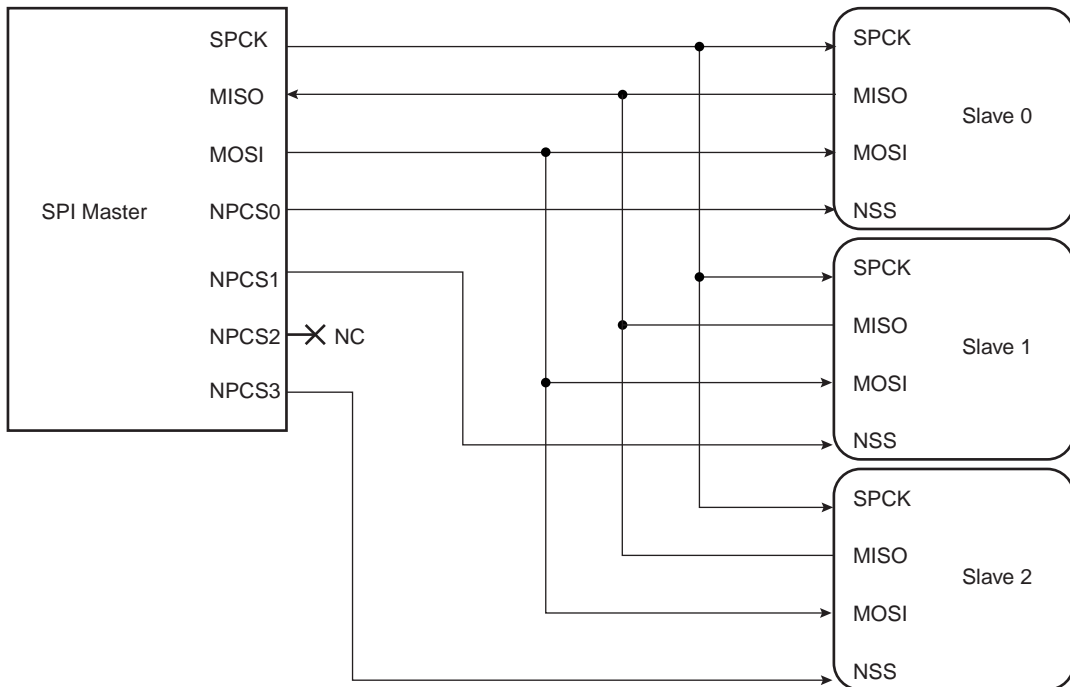 SPI Master
SPCK
MISO
MOSI
NPCS0
NPCS1
NPCS2
NC
NPCS3
SPCK
MISO
Slave 0
MOSI
NSS
SPCK
MISO
Slave 1
MOSI
NSS
SPCK
MISO
Slave 2
MOSI
NSS